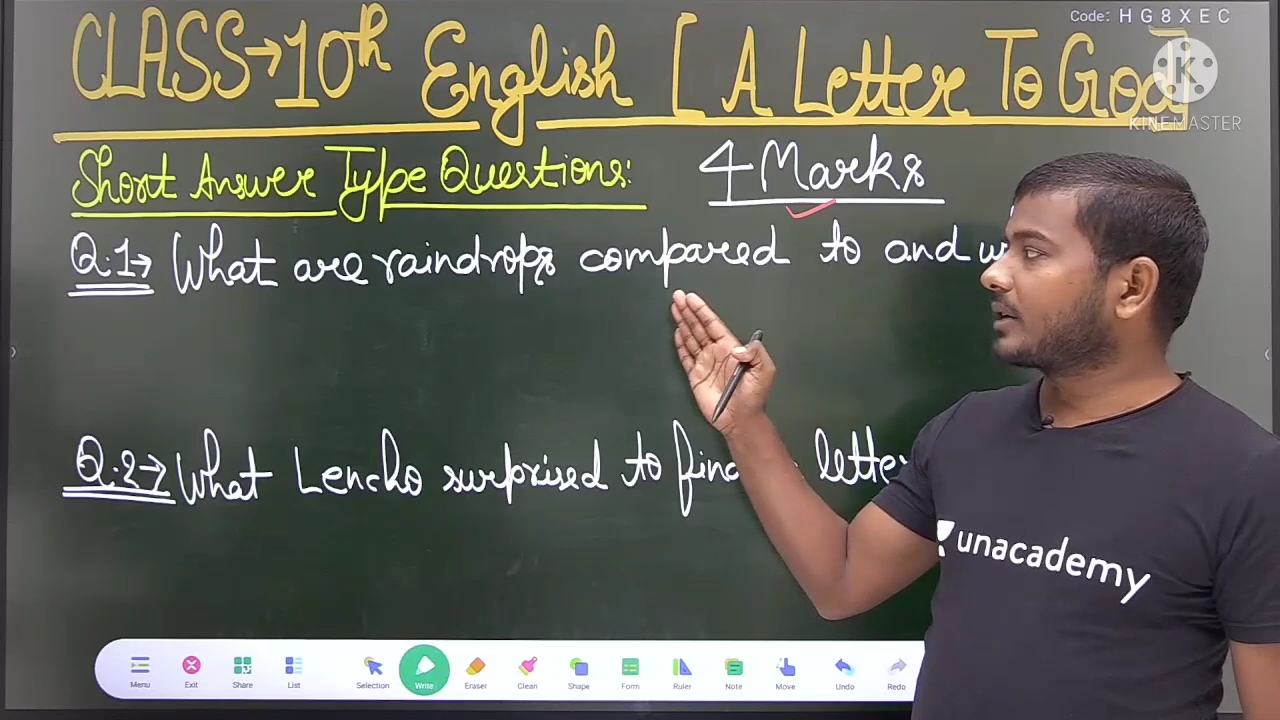 Code: HG8XEC
CLASS→10th English [A Letter To God]
KINEMASTER
Short Answer Type Questions: 4 Marks
Q.1→ What are raindrops compared to and
Q.2→ What Lencho surprised to find letter
unacademy
Menu Exit Share List Selection Write Eraser Clean Shape Form Ruler Note Move Undo Redo